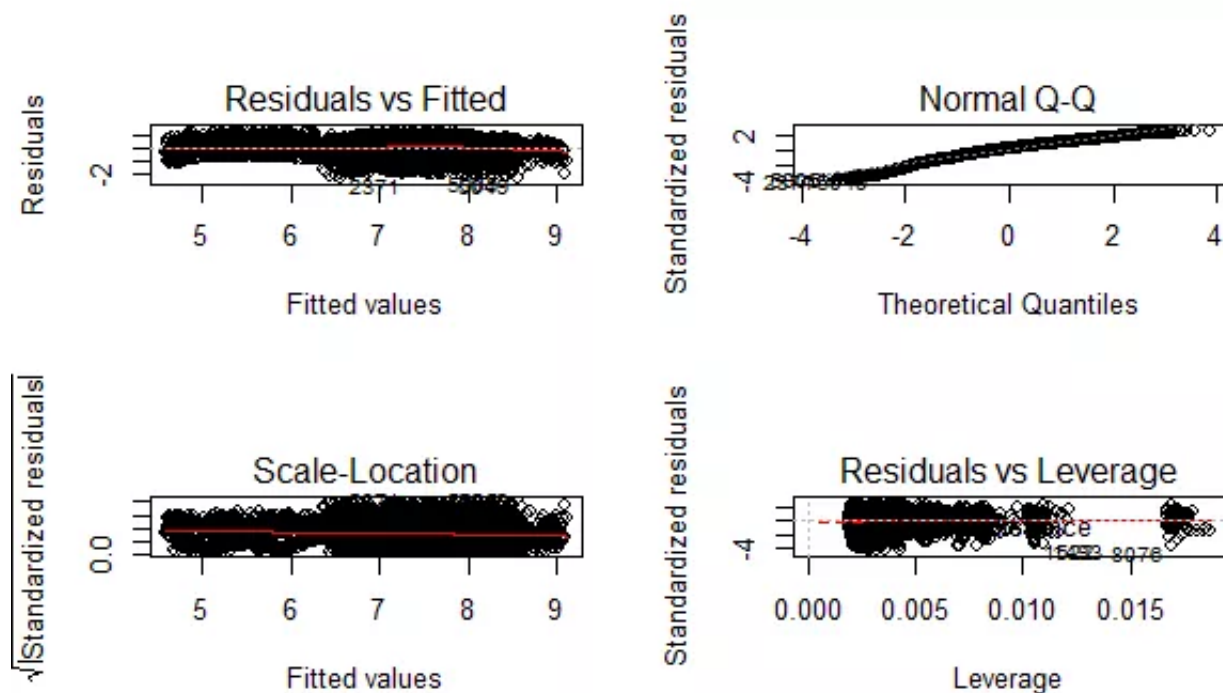 Residuals vs Fitted
Residuals
-2
2371
5 6 7 8 9
Fitted values
Normal Q-Q
Standardized residuals
2
-4
-4 -2 0 2 4
Theoretical Quantiles
Scale-Location
√|Standardized residuals|
0.0
5 6 7 8 9
Fitted values
Residuals vs Leverage
Standardized residuals
-4
8076
0.000 0.005 0.010 0.015
Leverage